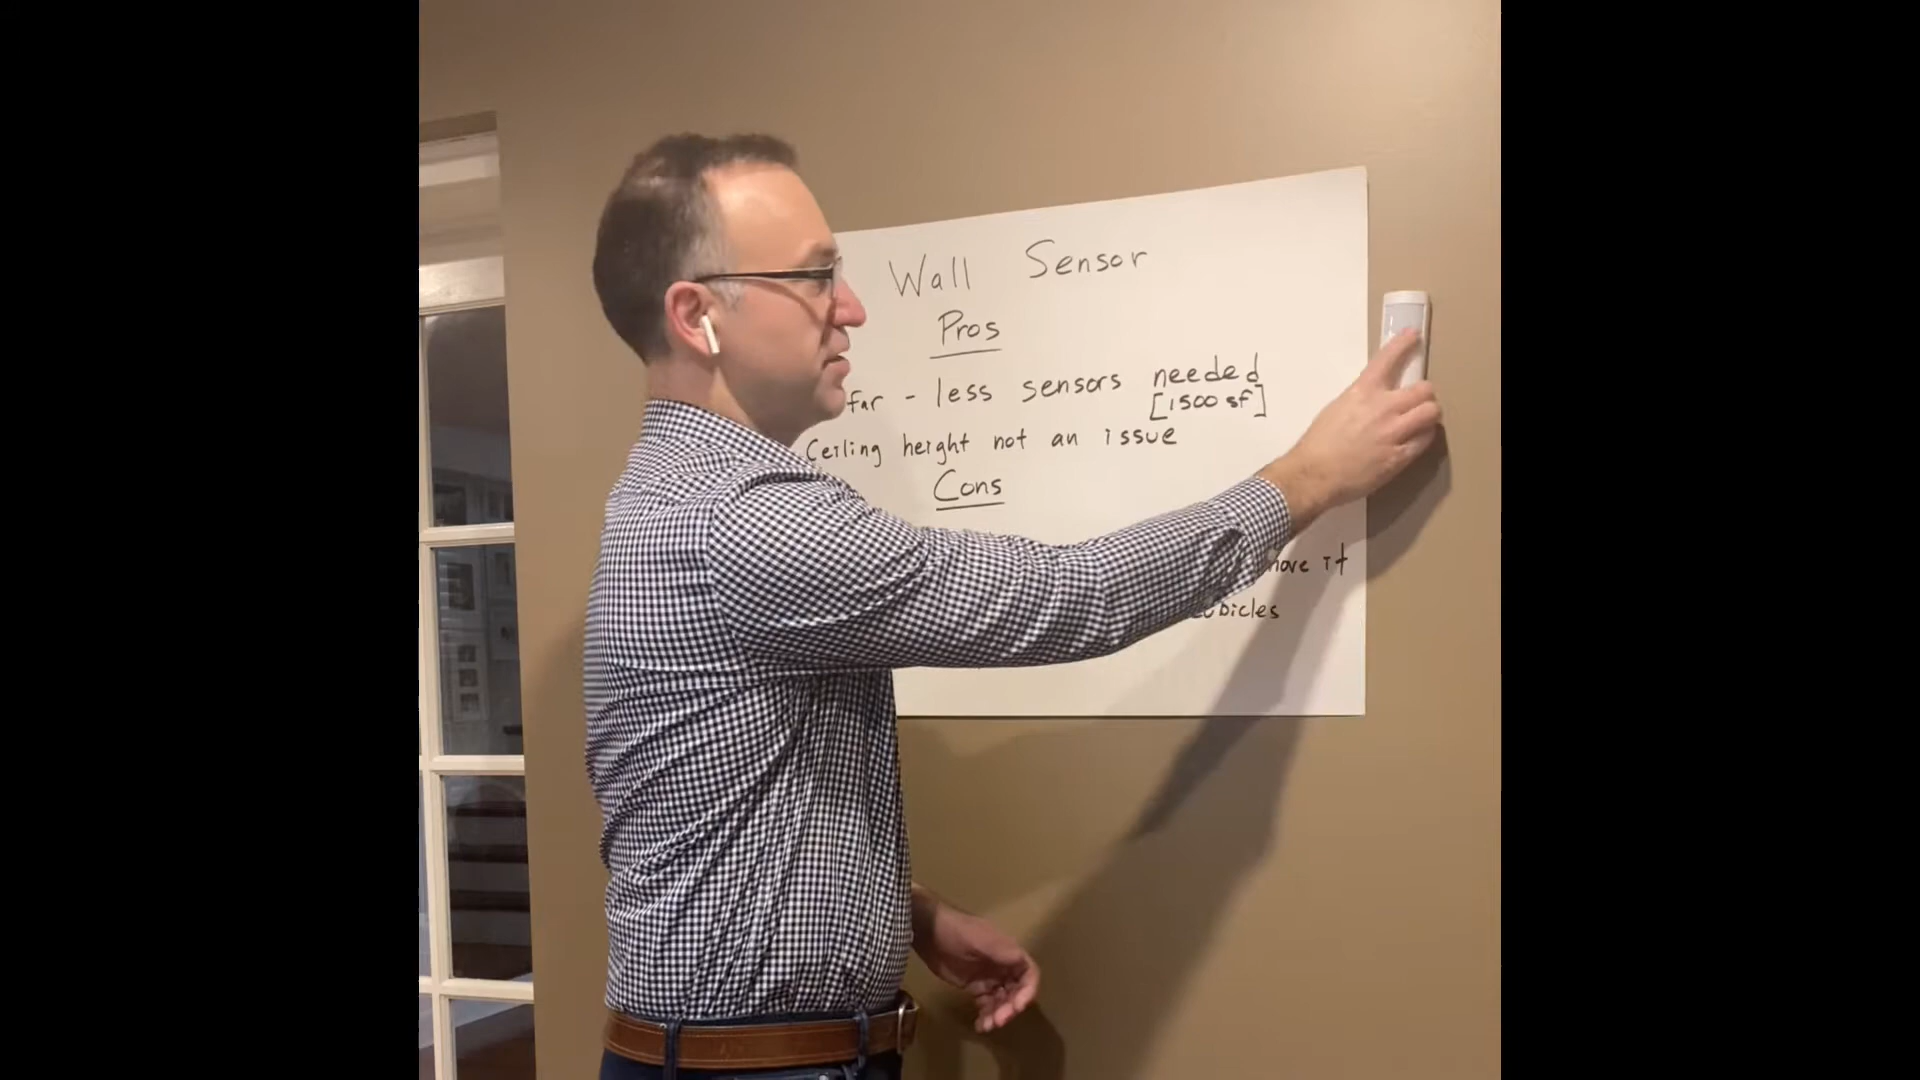 Wall Sensor
Pros
far - less sensors needed
[1500 sf]
Ceiling height not an issue
Cons
move it
cubicles